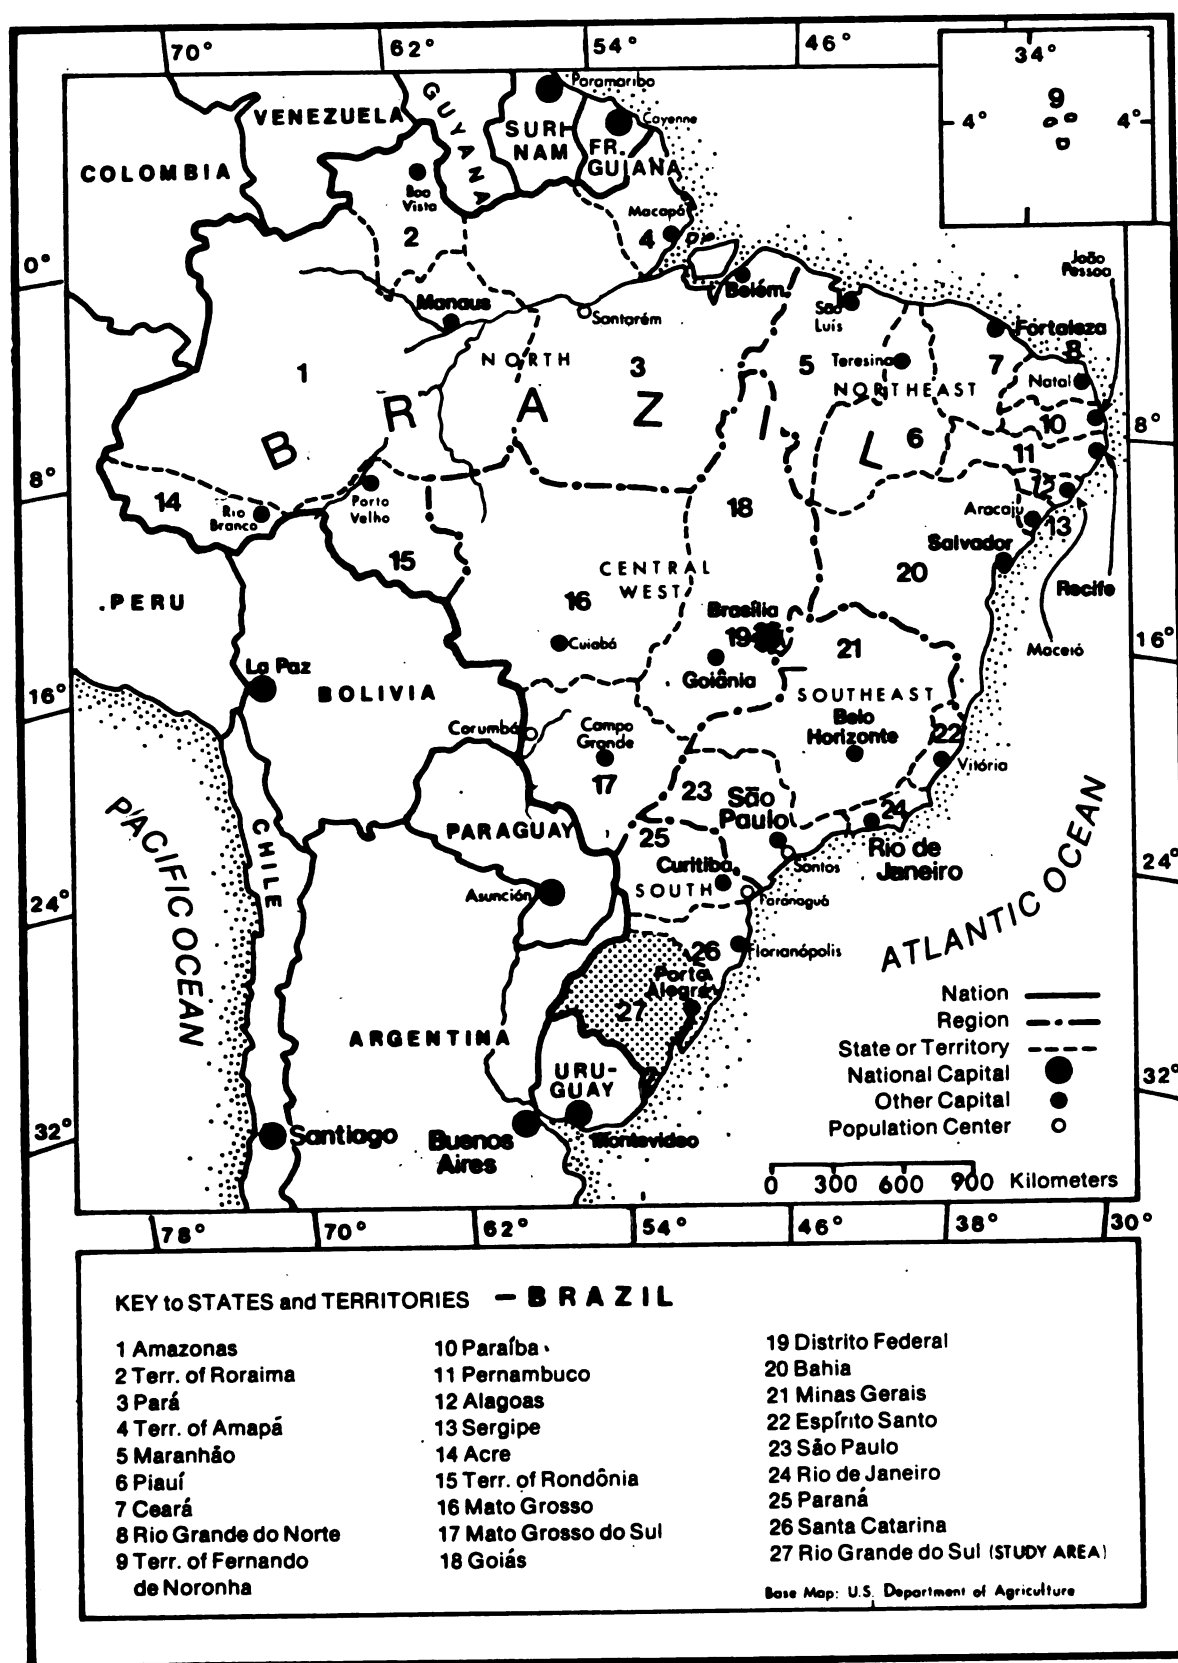 70°
62°
54°
46°
34°
9
4°
4°
Paramaribo
VENEZUELA
GUYANA
SURI-
NAM
Cayenne
FR.
GUIANA
COLOMBIA
Boa
Vista
2
Macapá
4
João
Pessoa
0°
Manaus
Belém
São
Luís
Santarém
Fortaleza
8
1
NORTH
3
5
Teresina
7
Natal
NORTHEAST
BRAZIL
6
10
8°
11
8°
14
Rio
Branco
Porto
Velho
18
12
Aracaju
13
15
Salvador
CENTRAL
WEST
20
PERU
16
Brasília
19
Recife
Cuiabá
21
16°
Maceió
La Paz
Goiânia
16°
BOLIVIA
SOUTHEAST
Belo
Horizonte
Corumbá
Campo
Grande
22
Vitória
17
23
São
Paulo
24
PACIFIC OCEAN
CHILE
PARAGUAY
25
Rio de
Janeiro
Curitiba
Santos
24°
SOUTH
Paranaguá
Asunción
24°
ATLANTIC OCEAN
26
Florianópolis
Porto
Alegre
27
Nation
Region
State or Territory
National Capital
Other Capital
Population Center
ARGENTINA
URU-
GUAY
32°
32°
Santiago
Buenos
Aires
Montevideo
0 300 600 900 Kilometers
78°
70°
62°
54°
46°
38°
30°
KEY to STATES and TERRITORIES — BRAZIL
1 Amazonas
2 Terr. of Roraima
3 Pará
4 Terr. of Amapá
5 Maranhão
6 Piauí
7 Ceará
8 Rio Grande do Norte
9 Terr. of Fernando
de Noronha
10 Paraíba
11 Pernambuco
12 Alagoas
13 Sergipe
14 Acre
15 Terr. of Rondônia
16 Mato Grosso
17 Mato Grosso do Sul
18 Goiás
19 Distrito Federal
20 Bahia
21 Minas Gerais
22 Espírito Santo
23 São Paulo
24 Rio de Janeiro
25 Paraná
26 Santa Catarina
27 Rio Grande do Sul (STUDY AREA)
Base Map: U.S. Department of Agriculture